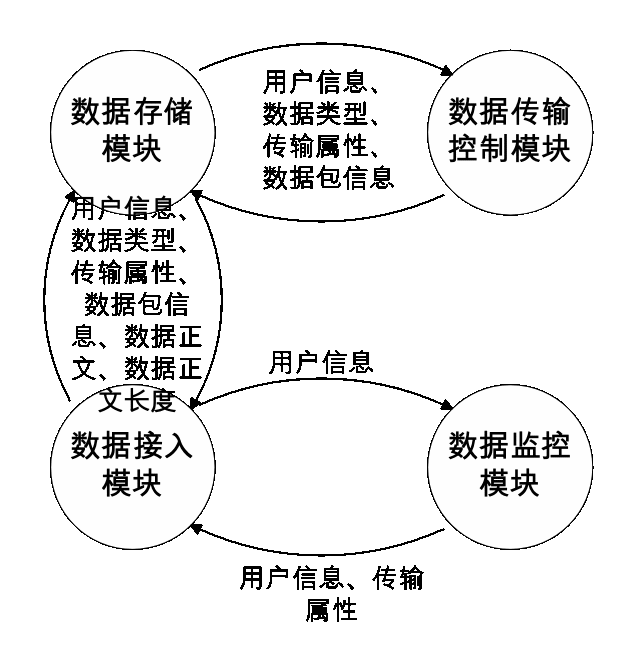 数据存储
模块
用户信息、
数据类型、
传输属性、
数据包信息
数据传输
控制模块
用户信息、
数据类型、
传输属性、
数据包信
息、数据正
文、数据正
文长度
用户信息
数据接入
模块
数据监控
模块
用户信息、传输
属性